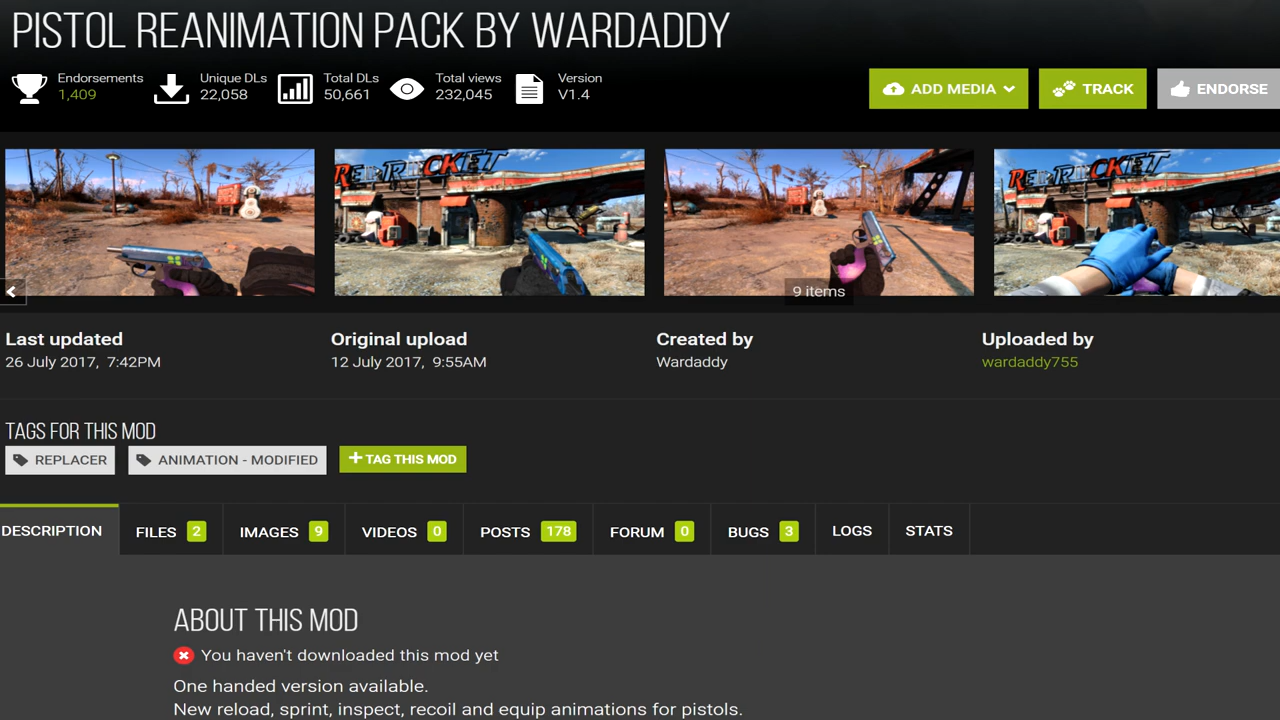 PISTOL REANIMATION PACK BY WARDADDY
Endorsements
1,409
Unique DLs
22,058
Total DLs
50,661
Total views
232,045
Version
V1.4
ADD MEDIA
TRACK
ENDORSE
RED ROCKET
RED ROCKET
9 items
Last updated
26 July 2017, 7:42PM
Original upload
12 July 2017, 9:55AM
Created by
Wardaddy
Uploaded by
wardaddy755
TAGS FOR THIS MOD
REPLACER
ANIMATION - MODIFIED
+ TAG THIS MOD
DESCRIPTION
FILES 2
IMAGES 9
VIDEOS 0
POSTS 178
FORUM 0
BUGS 3
LOGS
STATS
ABOUT THIS MOD
You haven't downloaded this mod yet
One handed version available.
New reload, sprint, inspect, recoil and equip animations for pistols.